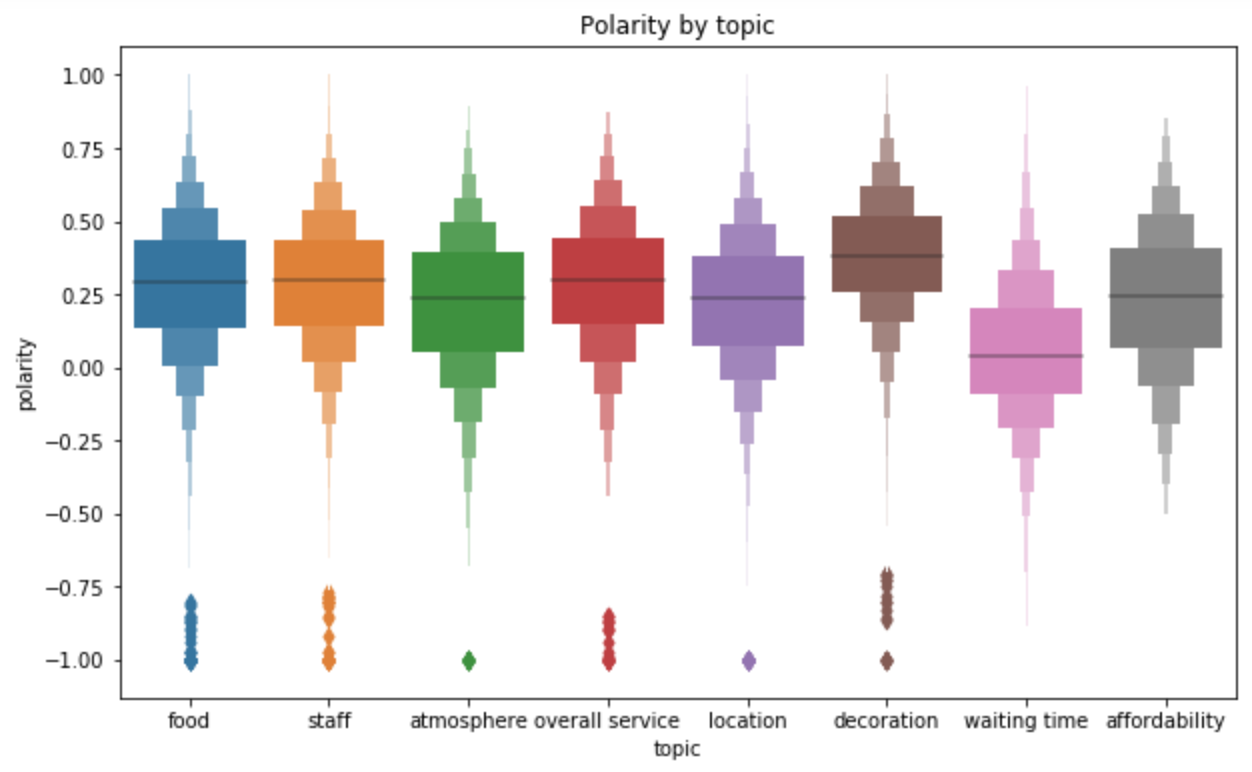 Polarity by topic
1.00
0.75
0.50
0.25
0.00
−0.25
−0.50
−0.75
−1.00
polarity
food staff atmosphere overall service location decoration waiting time affordability
topic